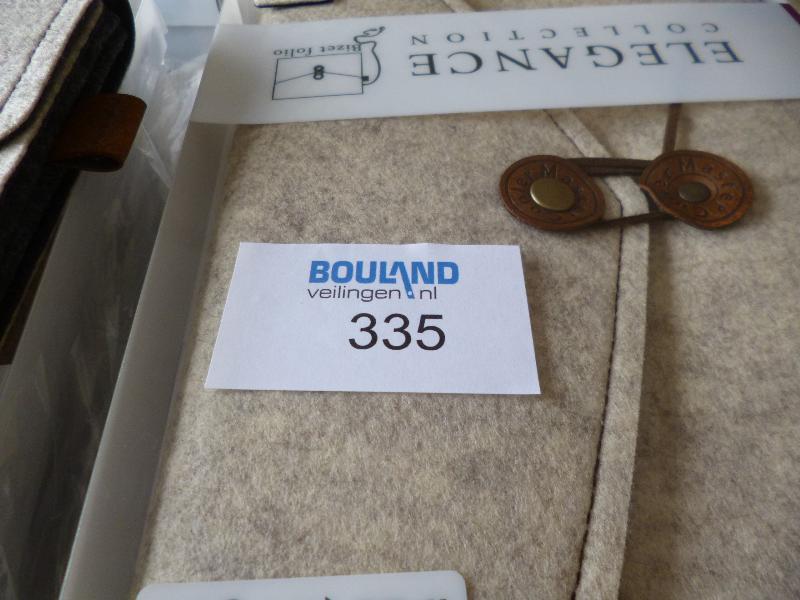 ELEGANCE
COLLECTION
Bizet folio
BOULAND
veilingen.nl
335